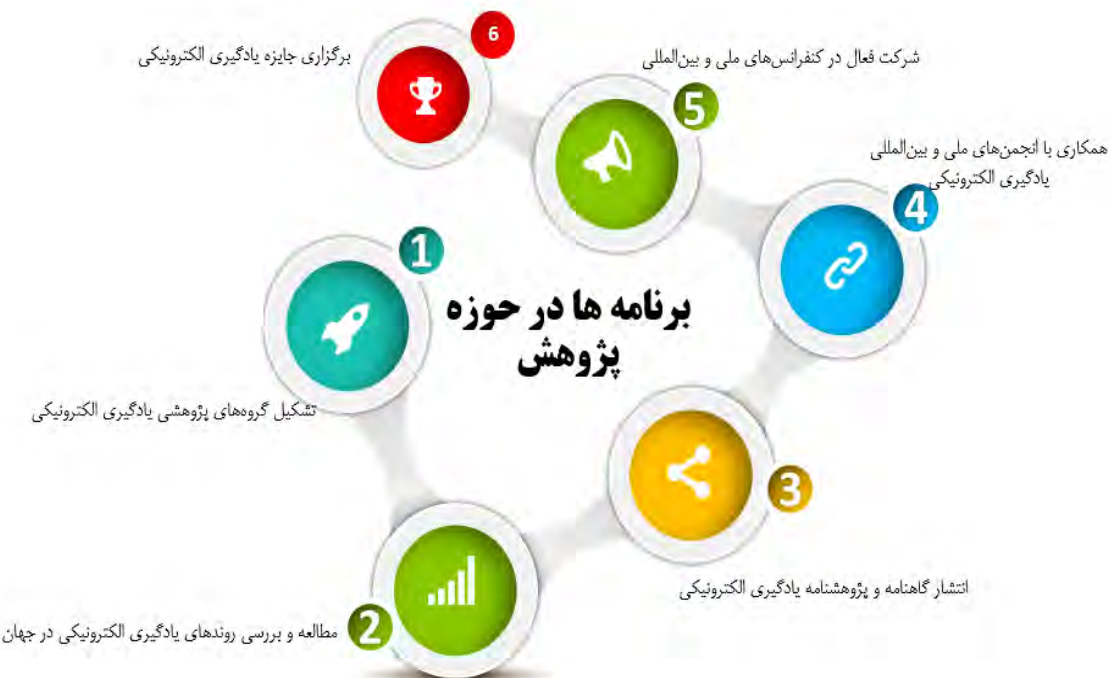 برنامه ها در حوزه
پژوهش
1
تشکیل گروه‌های پژوهشی یادگیری الکترونیکی
2
مطالعه و بررسی روندهای یادگیری الکترونیکی در جهان
3
انتشار گاهنامه و پژوهشنامه یادگیری الکترونیکی
4
همکاری با انجمن‌های ملی و بین‌المللی
یادگیری الکترونیکی
5
شرکت فعال در کنفرانس‌های ملی و بین‌المللی
6
برگزاری جایزه یادگیری الکترونیکی